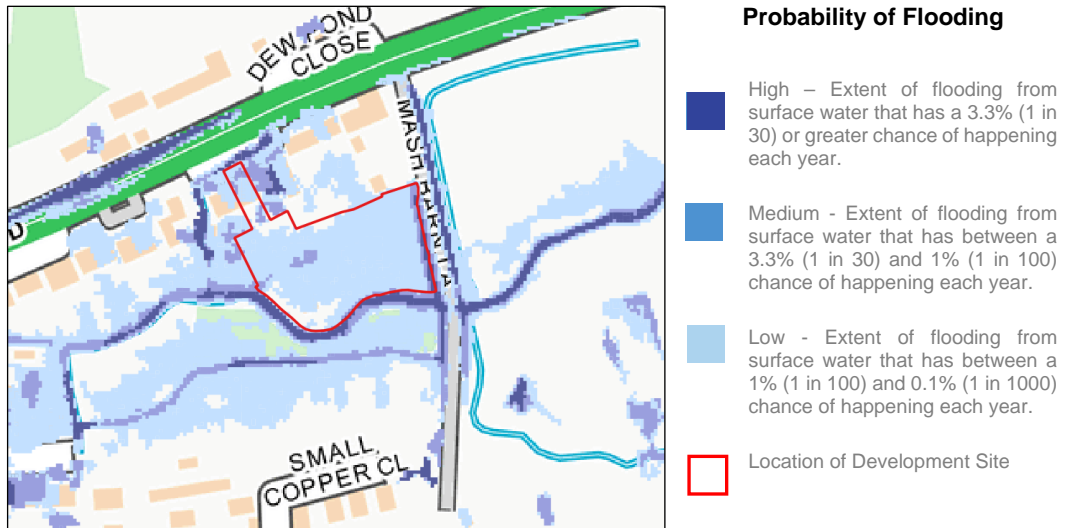 DEW POND
CLOSE
MASH BARN LA
D
SMALL
COPPER CL
Probability of Flooding
High – Extent of flooding from
surface water that has a 3.3% (1 in
30) or greater chance of happening
each year.
Medium - Extent of flooding from
surface water that has between a
3.3% (1 in 30) and 1% (1 in 100)
chance of happening each year.
Low - Extent of flooding from
surface water that has between a
1% (1 in 100) and 0.1% (1 in 1000)
chance of happening each year.
Location of Development Site